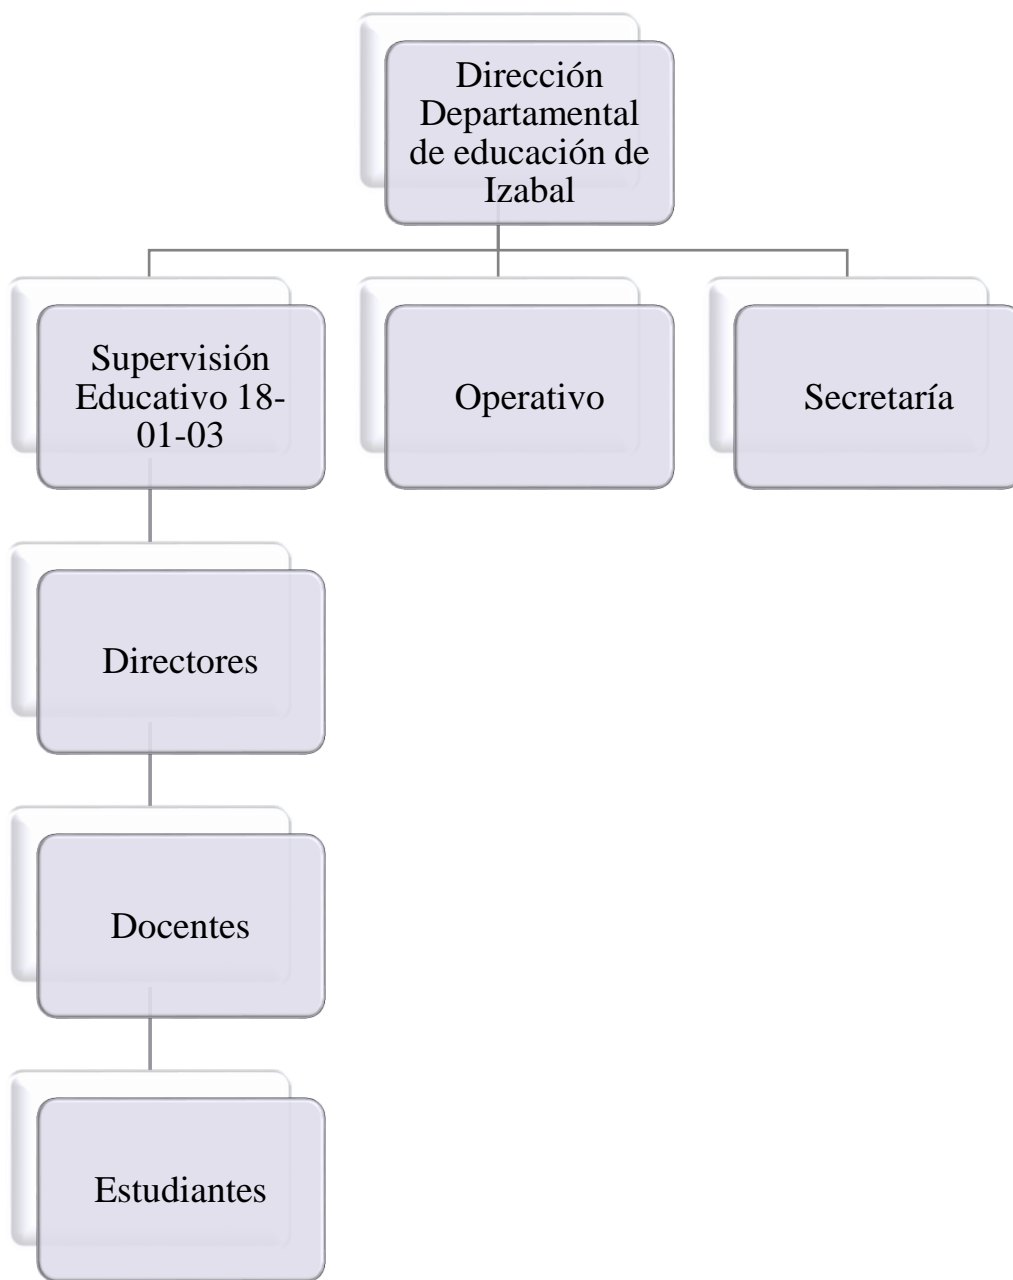 Dirección
Departamental
de educación de
Izabal
Supervisión
Educativo 18-
01-03
Operativo
Secretaría
Directores
Docentes
Estudiantes